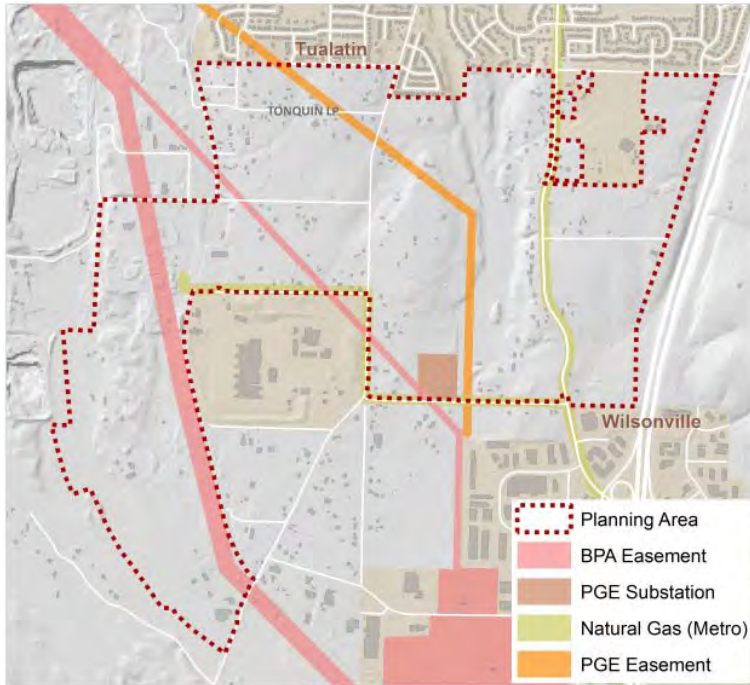 Tualatin
TONQUIN LP
Wilsonville
Planning Area
BPA Easement
PGE Substation
Natural Gas (Metro)
PGE Easement